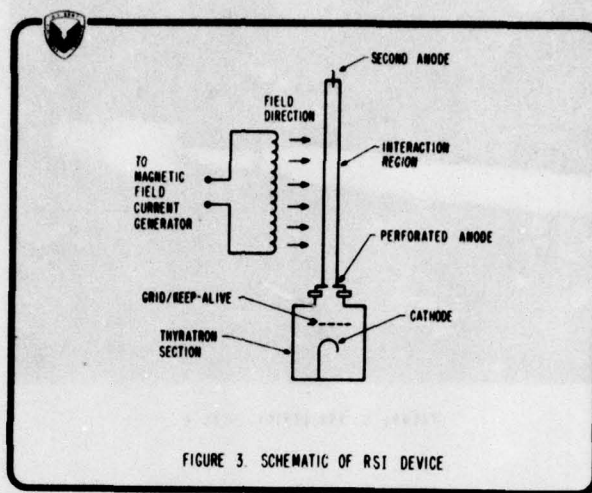 SECOND ANODE
FIELD
DIRECTION
INTERACTION
REGION
TO
MAGNETIC
FIELD
CURRENT
GENERATOR
PERFORATED ANODE
GRID/KEEP-ALIVE
CATHODE
THYRATRON
SECTION
FIGURE 3. SCHEMATIC OF RSI DEVICE